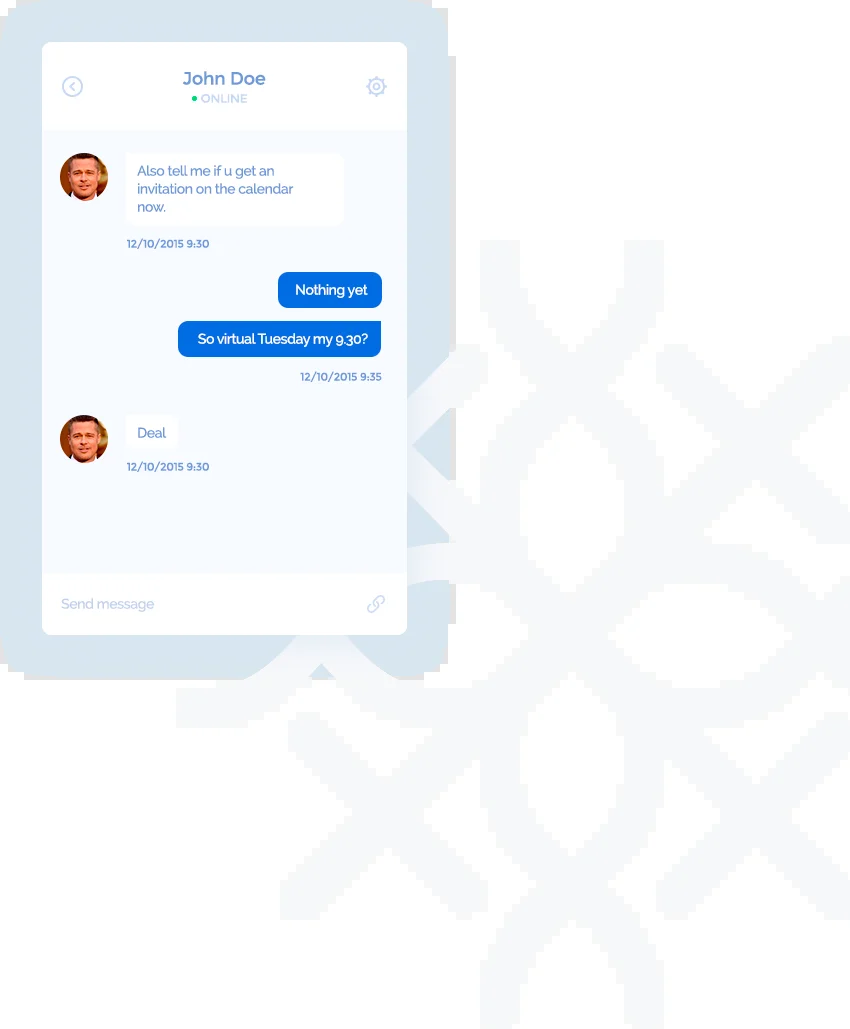 John Doe
ONLINE
Also tell me if u get an
invitation on the calendar
now.
12/10/2015 9:30
Nothing yet
So virtual Tuesday my 9.30?
12/10/2015 9:35
Deal
12/10/2015 9:30
Send message